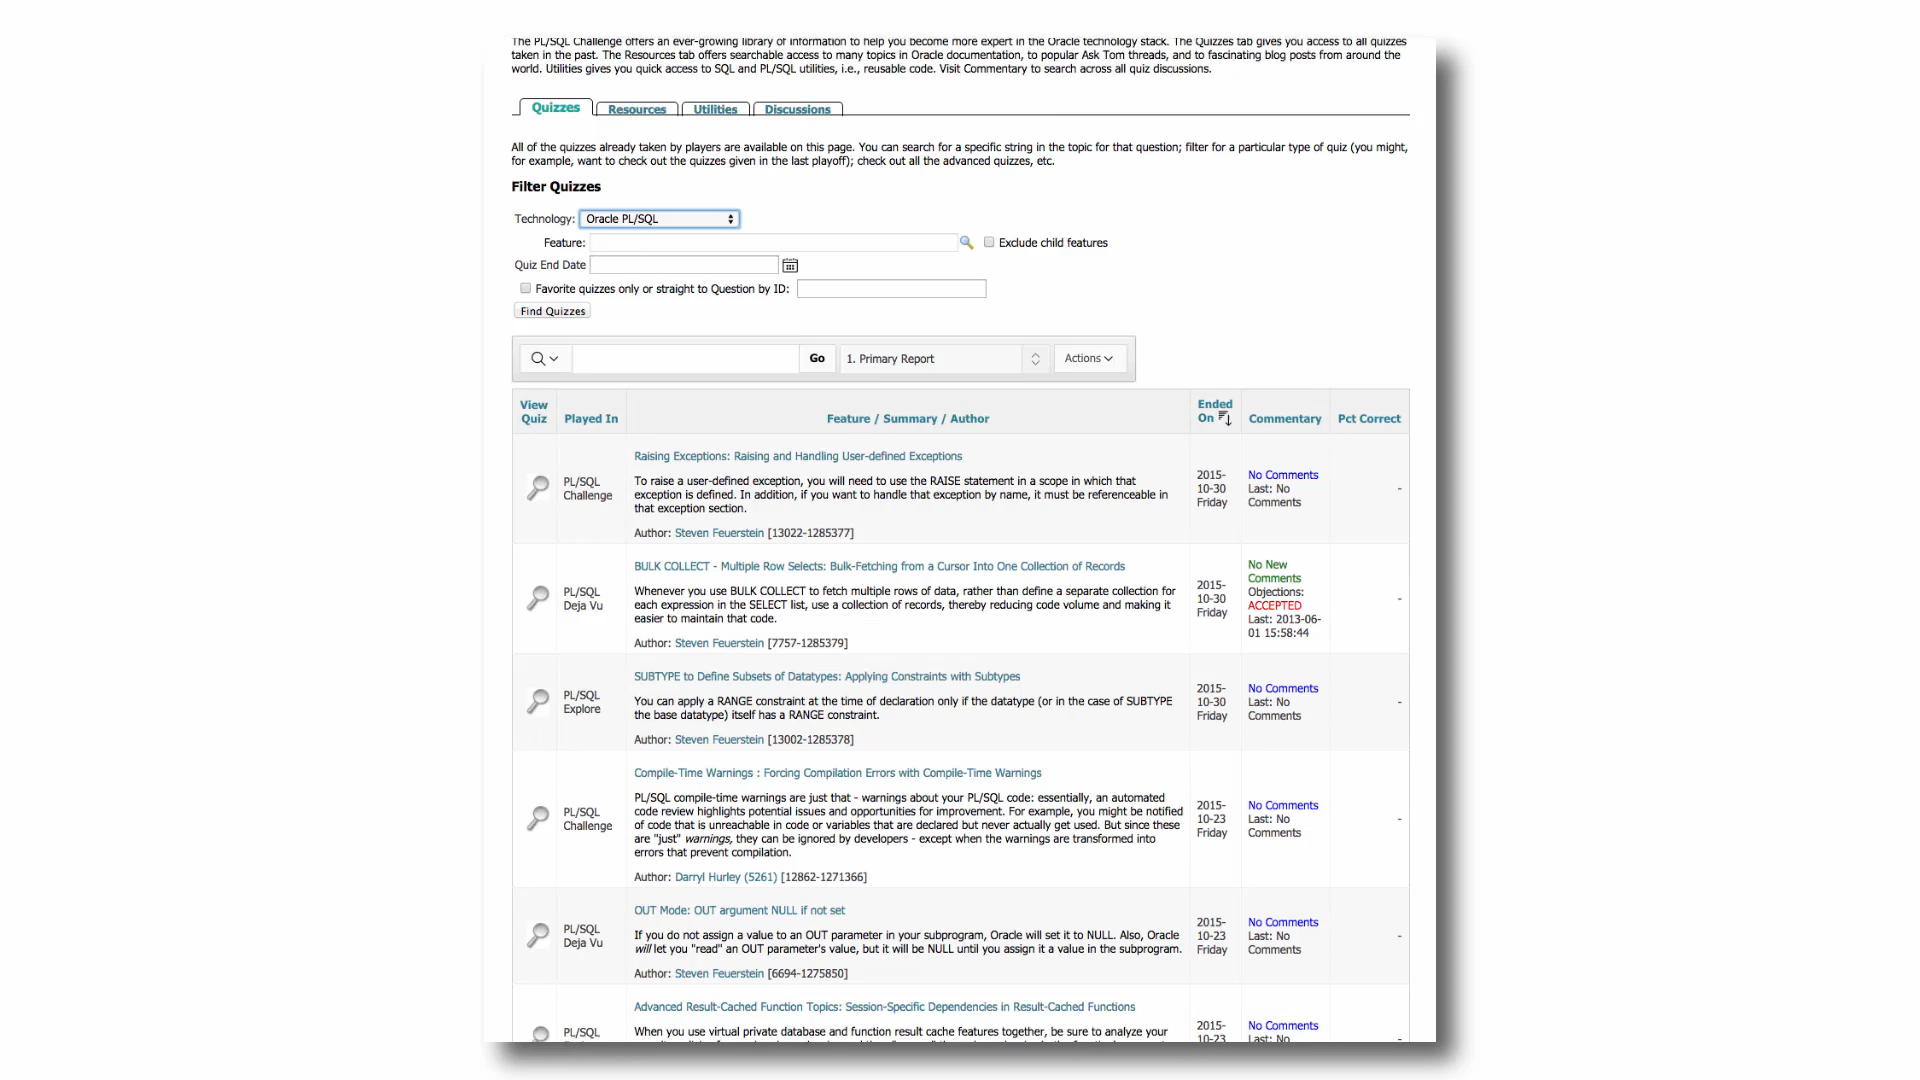 The PL/SQL Challenge offers an ever-growing library of information to help you become more expert in the Oracle technology stack. The Quizzes tab gives you access to all quizzes
taken in the past. The Resources tab offers searchable access to many topics in Oracle documentation, to popular Ask Tom threads, and to fascinating blog posts from around the
world. Utilities gives you quick access to SQL and PL/SQL utilities, i.e., reusable code. Visit Commentary to search across all quiz discussions.
Quizzes Resources Utilities Discussions
All of the quizzes already taken by players are available on this page. You can search for a specific string in the topic for that question; filter for a particular type of quiz (you might,
for example, want to check out the quizzes given in the last playoff); check out all the advanced quizzes, etc.
Filter Quizzes
Technology: Oracle PL/SQL
Feature: Exclude child features
Quiz End Date
Favorite quizzes only or straight to Question by ID:
Find Quizzes
Go 1. Primary Report Actions
View Quiz Played In Feature / Summary / Author Ended On Commentary Pct Correct
PL/SQL
Challenge
Raising Exceptions: Raising and Handling User-defined Exceptions
To raise a user-defined exception, you will need to use the RAISE statement in a scope in which that
exception is defined. In addition, if you want to handle that exception by name, it must be referenceable in
that exception section.
Author: Steven Feuerstein [13022-1285377]
2015-
10-30
Friday
No Comments
Last: No
Comments
-
PL/SQL
Deja Vu
BULK COLLECT - Multiple Row Selects: Bulk-Fetching from a Cursor Into One Collection of Records
Whenever you use BULK COLLECT to fetch multiple rows of data, rather than define a separate collection for
each expression in the SELECT list, use a collection of records, thereby reducing code volume and making it
easier to maintain that code.
Author: Steven Feuerstein [7757-1285379]
2015-
10-30
Friday
No New
Comments
Objections:
ACCEPTED
Last: 2013-06-
01 15:58:44
-
PL/SQL
Explore
SUBTYPE to Define Subsets of Datatypes: Applying Constraints with Subtypes
You can apply a RANGE constraint at the time of declaration only if the datatype (or in the case of SUBTYPE
the base datatype) itself has a RANGE constraint.
Author: Steven Feuerstein [13002-1285378]
2015-
10-30
Friday
No Comments
Last: No
Comments
-
PL/SQL
Challenge
Compile-Time Warnings : Forcing Compilation Errors with Compile-Time Warnings
PL/SQL compile-time warnings are just that - warnings about your PL/SQL code: essentially, an automated
code review highlights potential issues and opportunities for improvement. For example, you might be notified
of code that is unreachable in code or variables that are declared but never actually get used. But since these
are "just" warnings, they can be ignored by developers - except when the warnings are transformed into
errors that prevent compilation.
Author: Darryl Hurley (5261) [12862-1271366]
2015-
10-23
Friday
No Comments
Last: No
Comments
-
PL/SQL
Deja Vu
OUT Mode: OUT argument NULL if not set
If you do not assign a value to an OUT parameter in your subprogram, Oracle will set it to NULL. Also, Oracle
will let you "read" an OUT parameter's value, but it will be NULL until you assign it a value in the subprogram.
Author: Steven Feuerstein [6694-1275850]
2015-
10-23
Friday
No Comments
Last: No
Comments
-
PL/SQL
Advanced Result-Cached Function Topics: Session-Specific Dependencies in Result-Cached Functions
When you use virtual private database and function result cache features together, be sure to analyze your
2015-
10-23
No Comments
Last: No
-